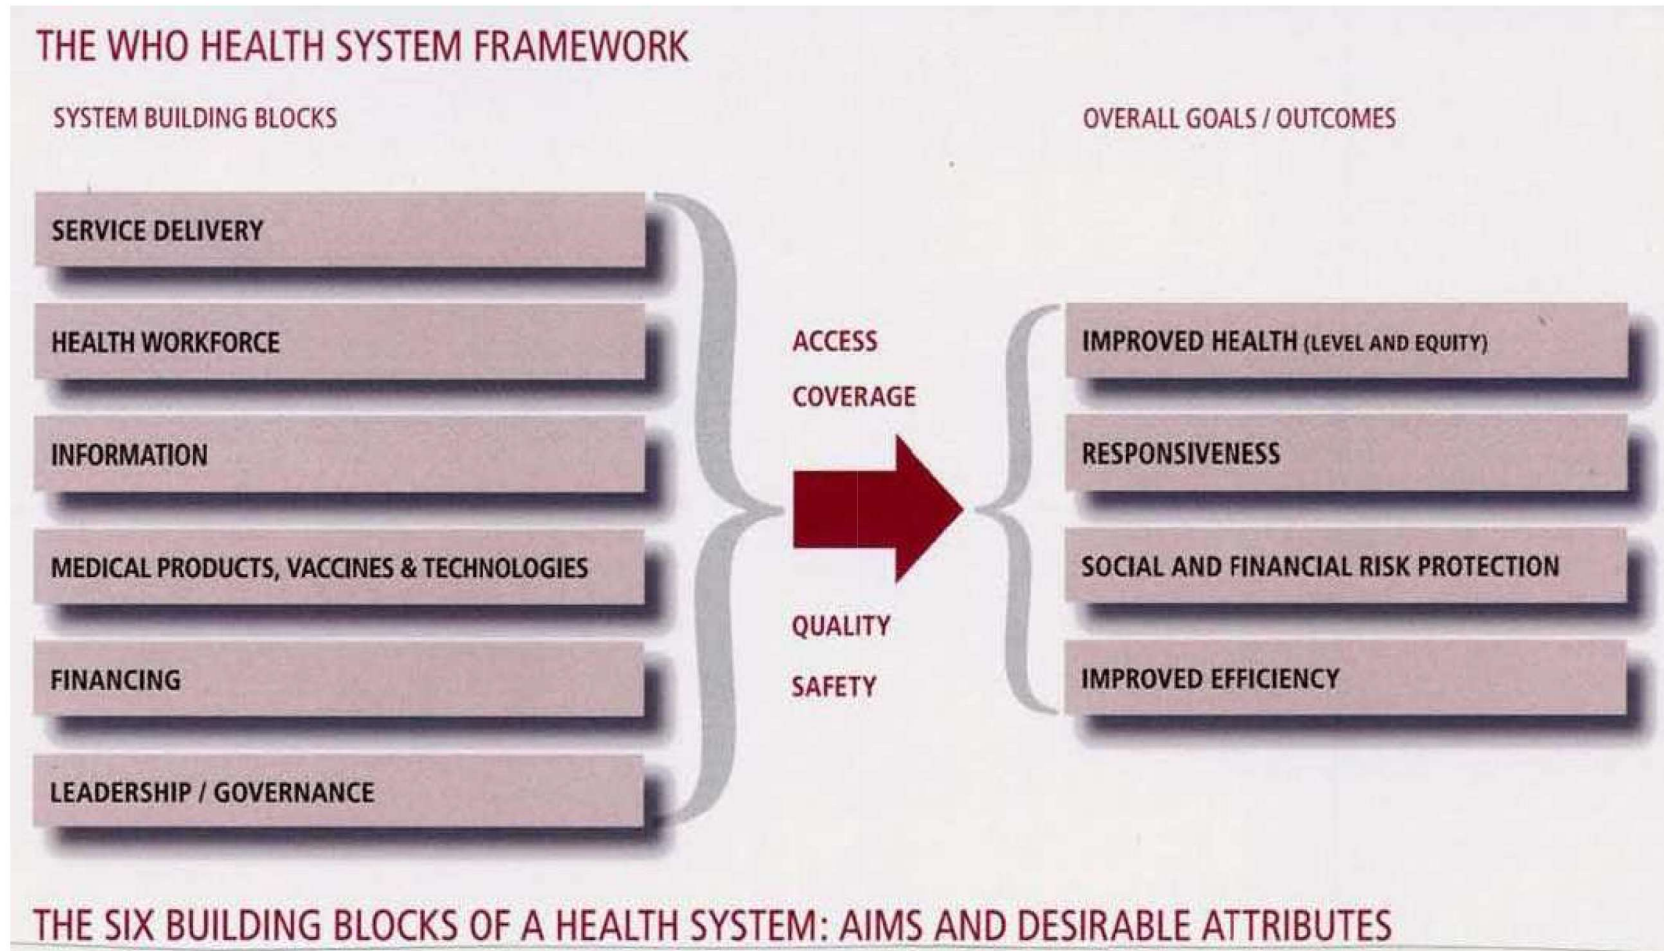 THE WHO HEALTH SYSTEM FRAMEWORK
SYSTEM BUILDING BLOCKS
SERVICE DELIVERY
HEALTH WORKFORCE
INFORMATION
MEDICAL PRODUCTS, VACCINES & TECHNOLOGIES
FINANCING
LEADERSHIP / GOVERNANCE
ACCESS
COVERAGE
QUALITY
SAFETY
OVERALL GOALS / OUTCOMES
IMPROVED HEALTH (LEVEL AND EQUITY)
RESPONSIVENESS
SOCIAL AND FINANCIAL RISK PROTECTION
IMPROVED EFFICIENCY
THE SIX BUILDING BLOCKS OF A HEALTH SYSTEM: AIMS AND DESIRABLE ATTRIBUTES